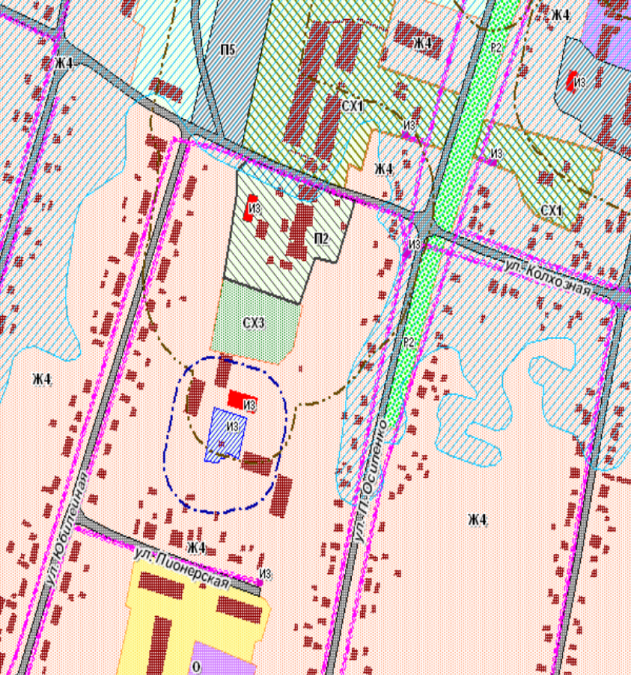 Ж4
Р2
П5
Ж4
Ж4
ИЗ
СХ1
ИЗ
ИЗ
Ж4
ИЗ
СХ1
П2
ИЗ
ул. Колхозная
СХ3
Р2
Ж4
ИЗ
ИЗ
ул. П.Осипенко
ул. Юбилейная
Ж4
Ж4
ул. Пионерская
ИЗ
О